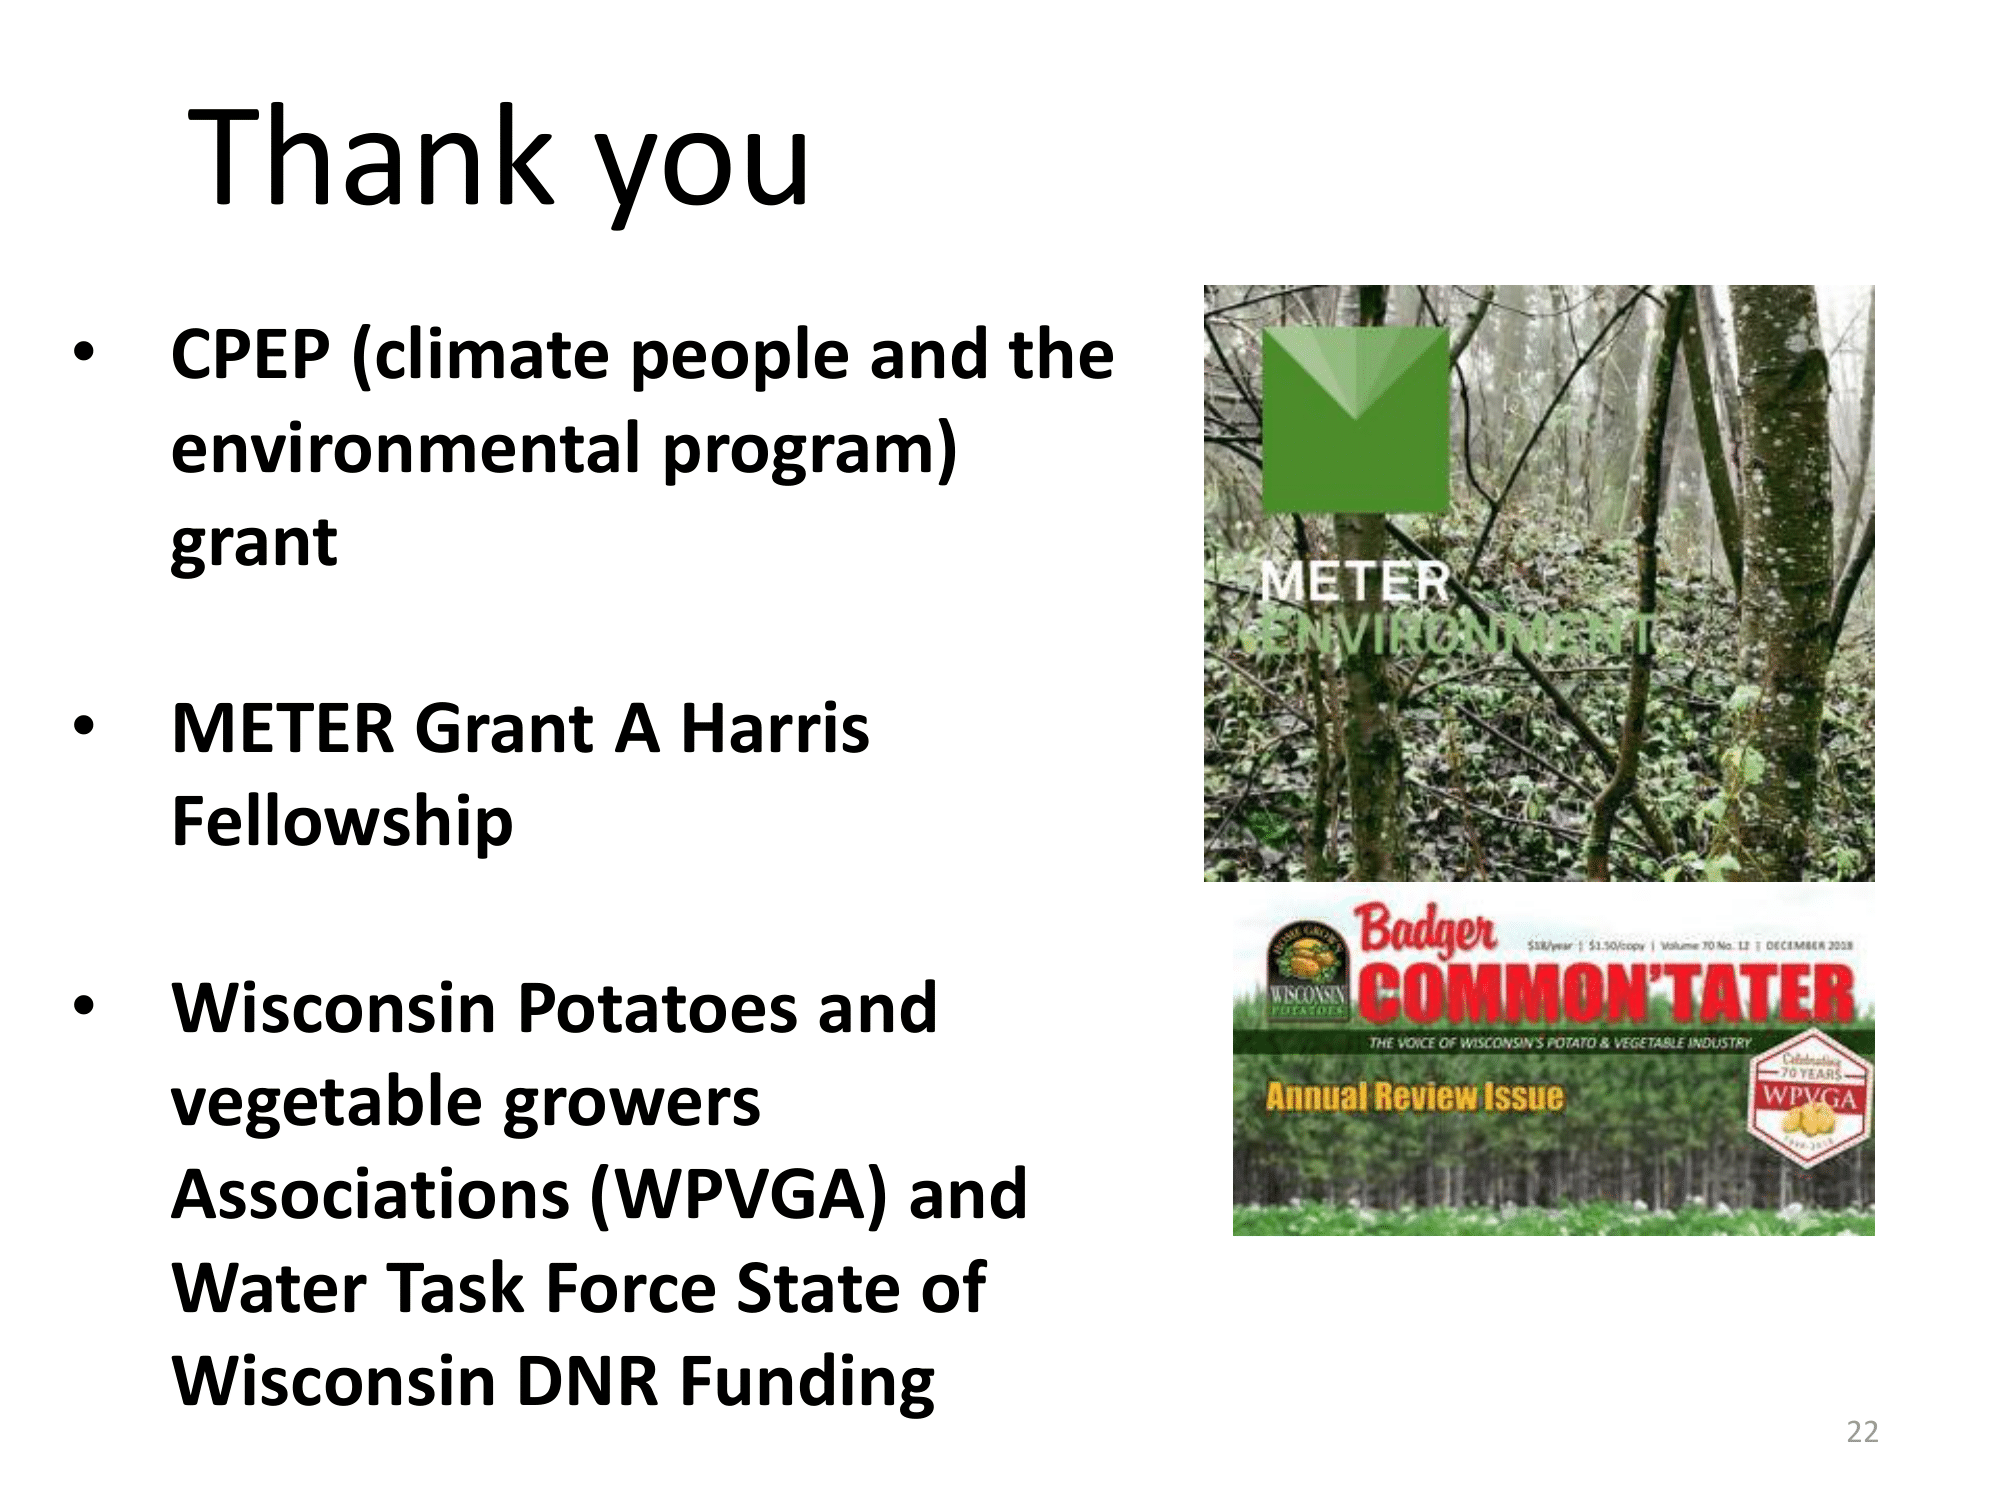 Thank you
• CPEP (climate people and the
environmental program)
grant
• METER Grant A Harris
Fellowship
• Wisconsin Potatoes and
vegetable growers
Associations (WPVGA) and
Water Task Force State of
Wisconsin DNR Funding
METER
ENVIRONMENT
HOME GROWN
WISCONSIN
POTATOES
Badger
$18/year | $1.50/copy | Volume 70 No. 12 | DECEMBER 2018
COMMON'TATER
THE VOICE OF WISCONSIN'S POTATO & VEGETABLE INDUSTRY
Annual Review Issue
Celebrating
70 YEARS
WPVGA
22